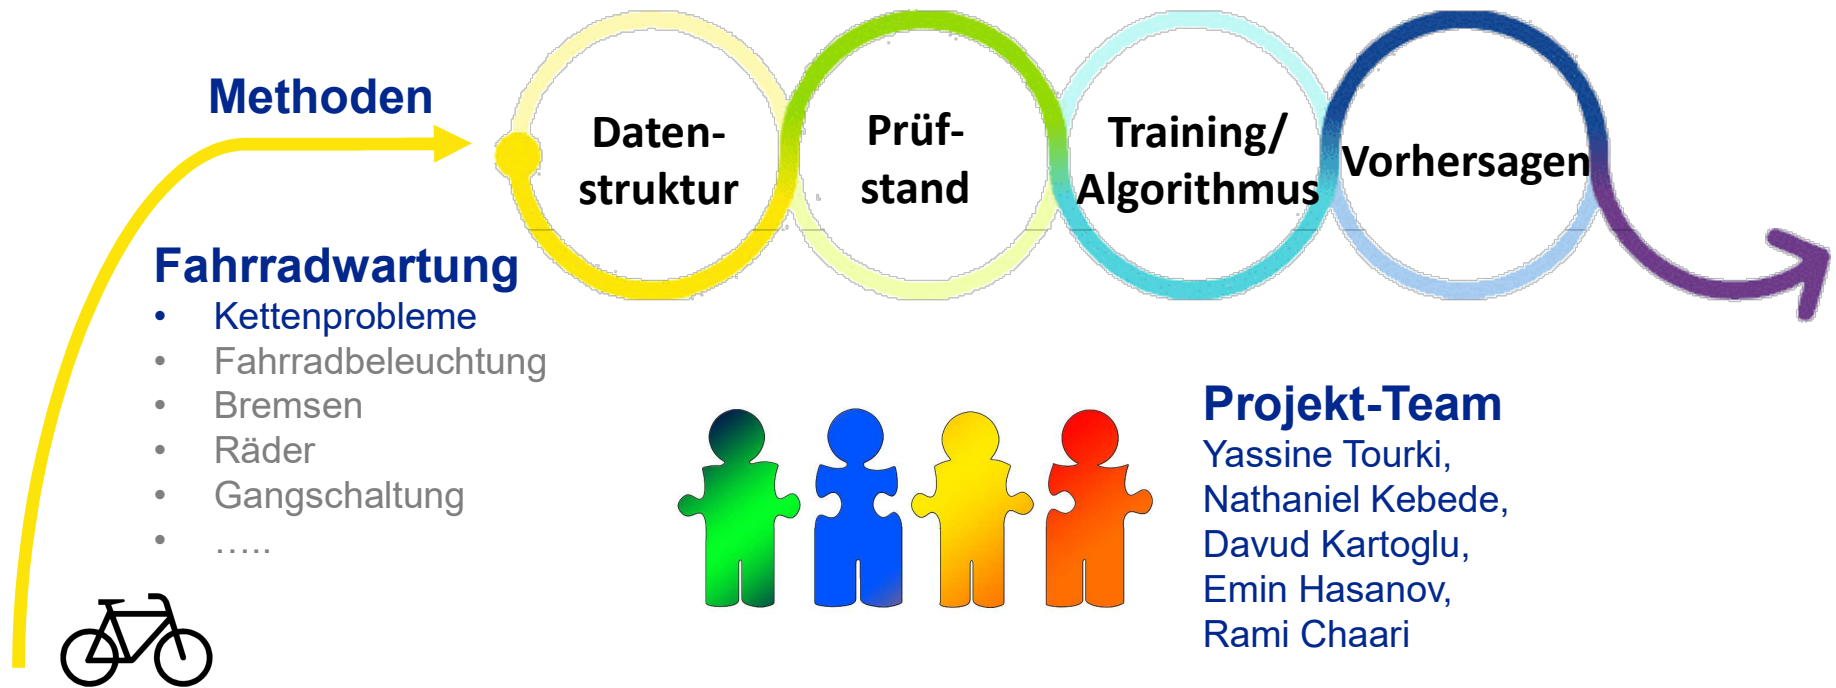 Methoden
Daten-
struktur
Prüf-
stand
Training/
Algorithmus
Vorhersagen
Fahrradwartung
• Kettenprobleme
• Fahrradbeleuchtung
• Bremsen
• Räder
• Gangschaltung
• …..
Projekt-Team
Yassine Tourki,
Nathaniel Kebede,
Davud Kartoglu,
Emin Hasanov,
Rami Chaari